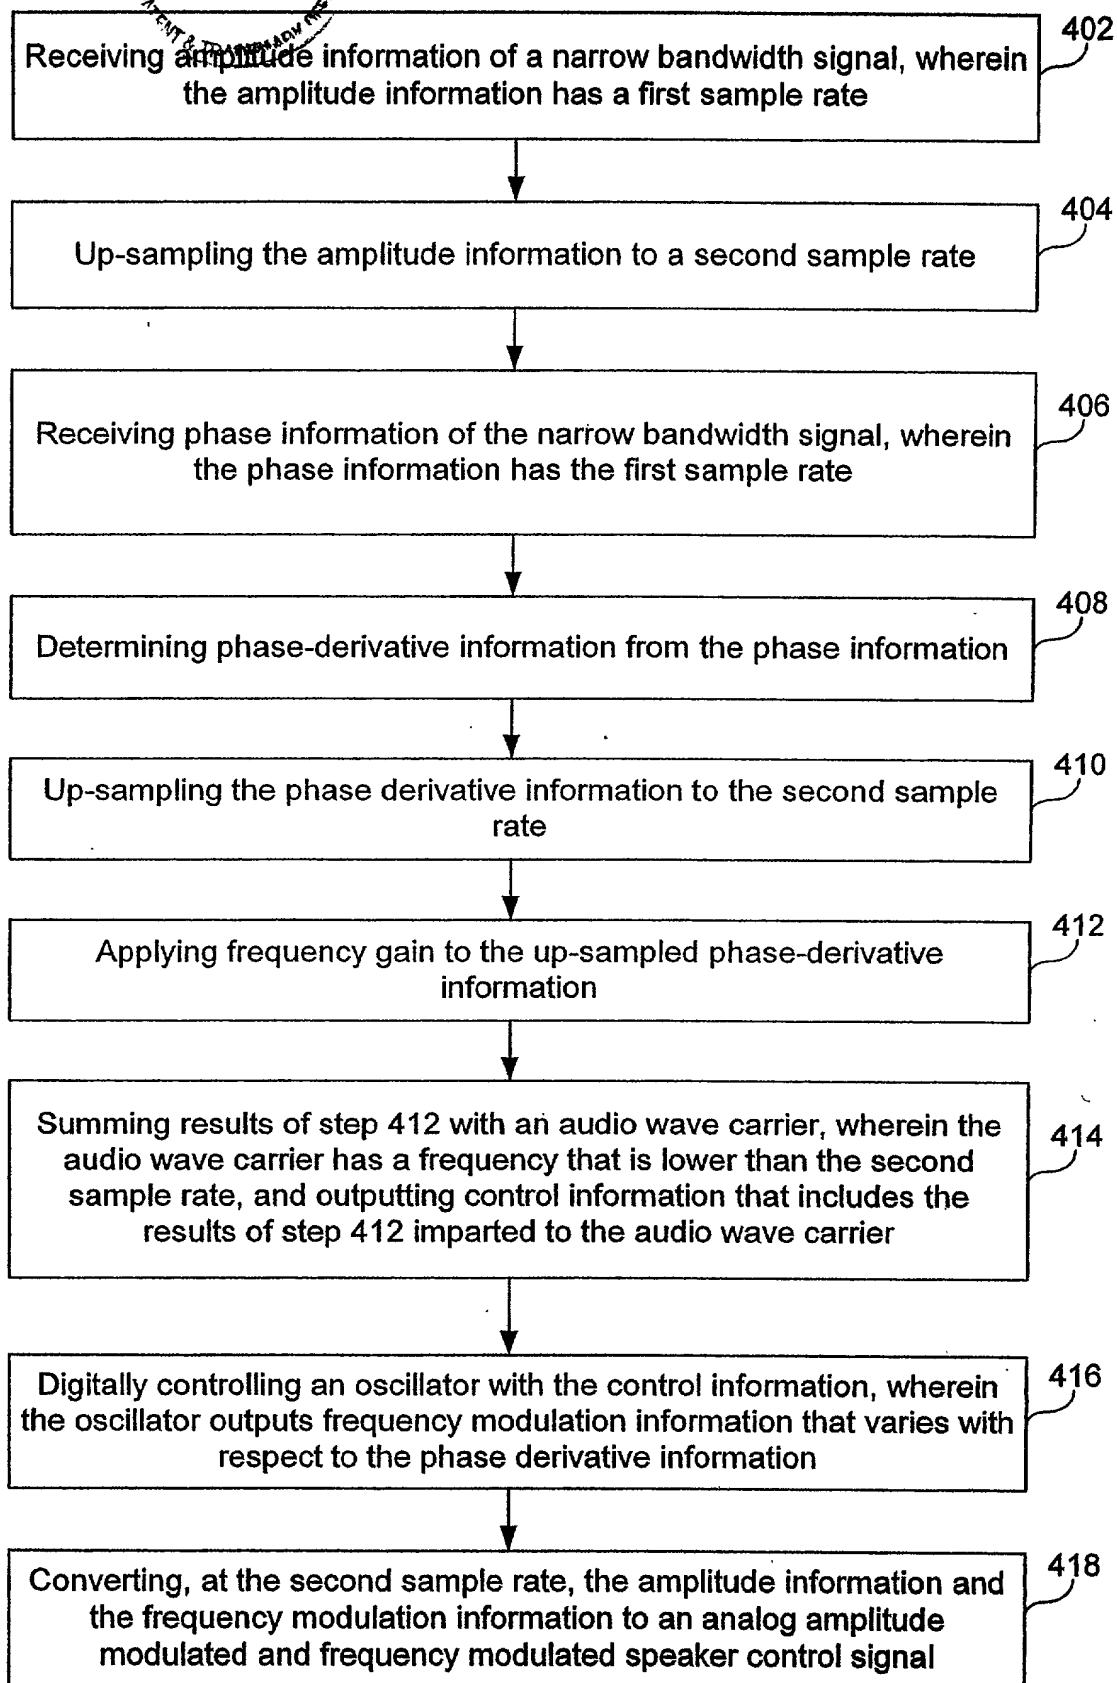 Receiving amplitude information of a narrow bandwidth signal, wherein
the amplitude information has a first sample rate
402
Up-sampling the amplitude information to a second sample rate
404
Receiving phase information of the narrow bandwidth signal, wherein
the phase information has the first sample rate
406
Determining phase-derivative information from the phase information
408
Up-sampling the phase derivative information to the second sample
rate
410
Applying frequency gain to the up-sampled phase-derivative
information
412
Summing results of step 412 with an audio wave carrier, wherein the
audio wave carrier has a frequency that is lower than the second
sample rate, and outputting control information that includes the
results of step 412 imparted to the audio wave carrier
414
Digitally controlling an oscillator with the control information, wherein
the oscillator outputs frequency modulation information that varies with
respect to the phase derivative information
416
Converting, at the second sample rate, the amplitude information and
the frequency modulation information to an analog amplitude
modulated and frequency modulated speaker control signal
418